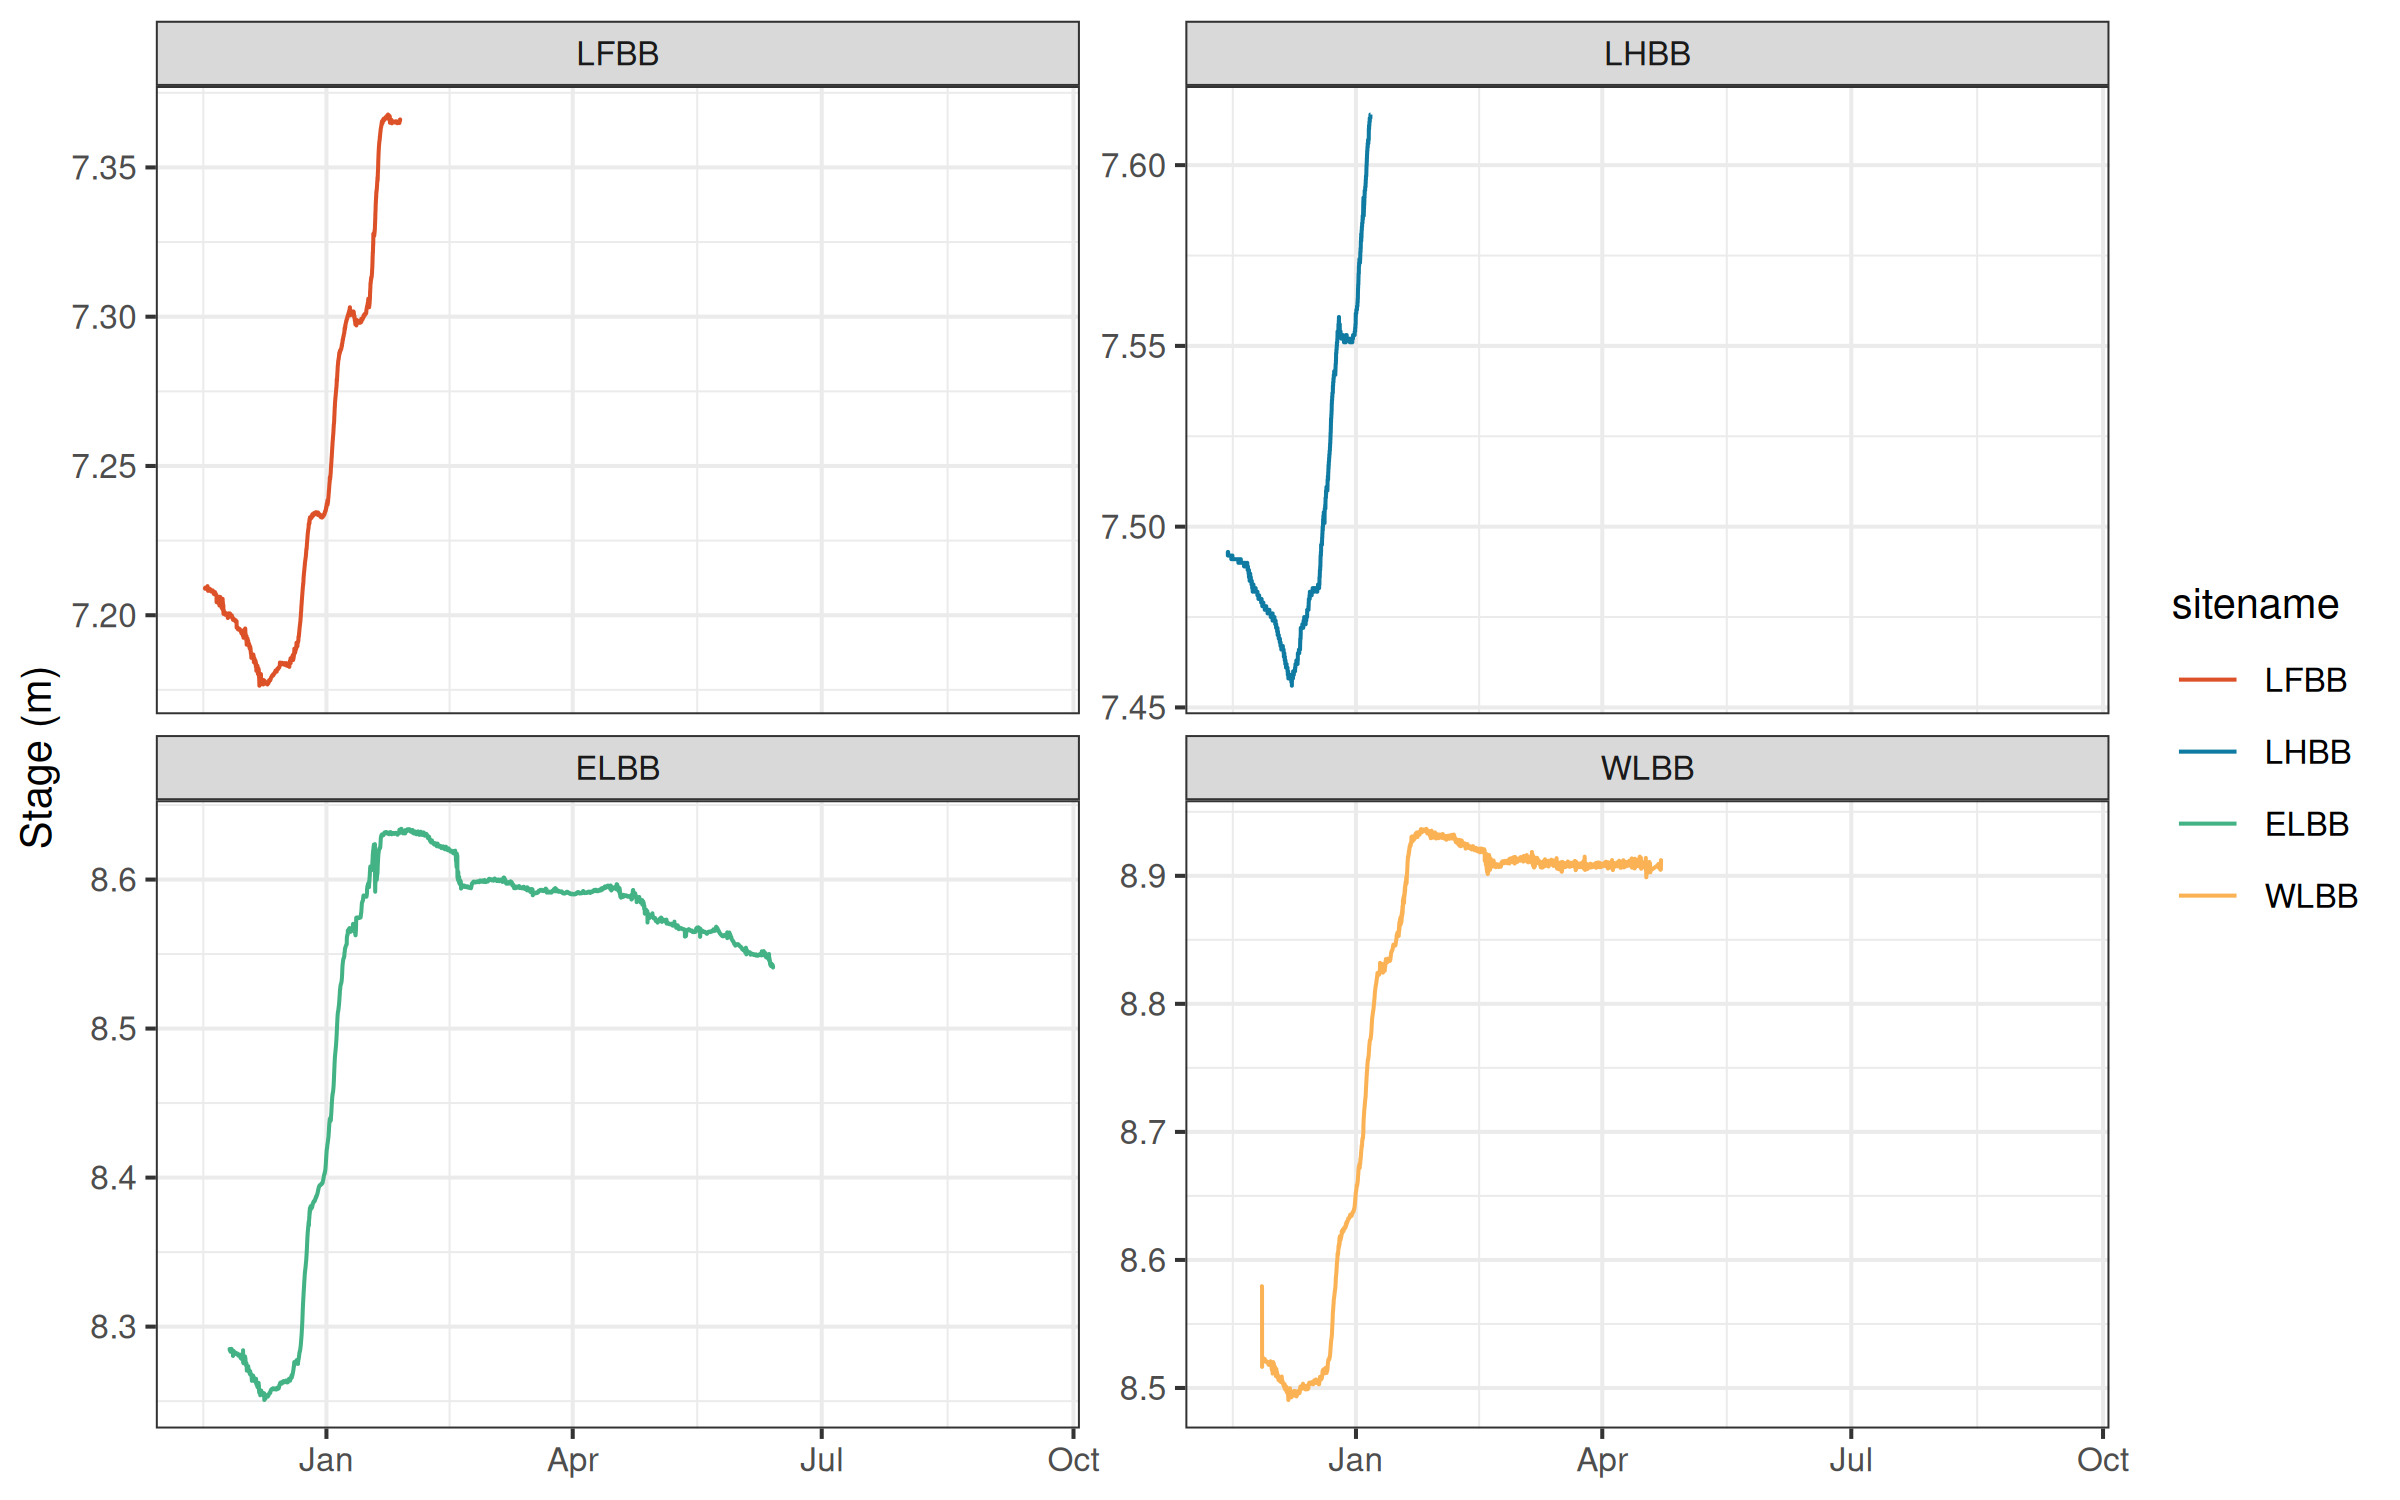 LFBB
LHBB
7.35
7.30
7.25
7.20
7.60
7.55
7.50
7.45
Stage (m)
ELBB
WLBB
8.6
8.5
8.4
8.3
8.9
8.8
8.7
8.6
8.5
Jan Apr Jul Oct
Jan Apr Jul Oct
sitename
LFBB
LHBB
ELBB
WLBB